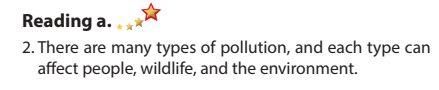 Reading a.
2. There are many types of pollution, and each type can
affect people, wildlife, and the environment.